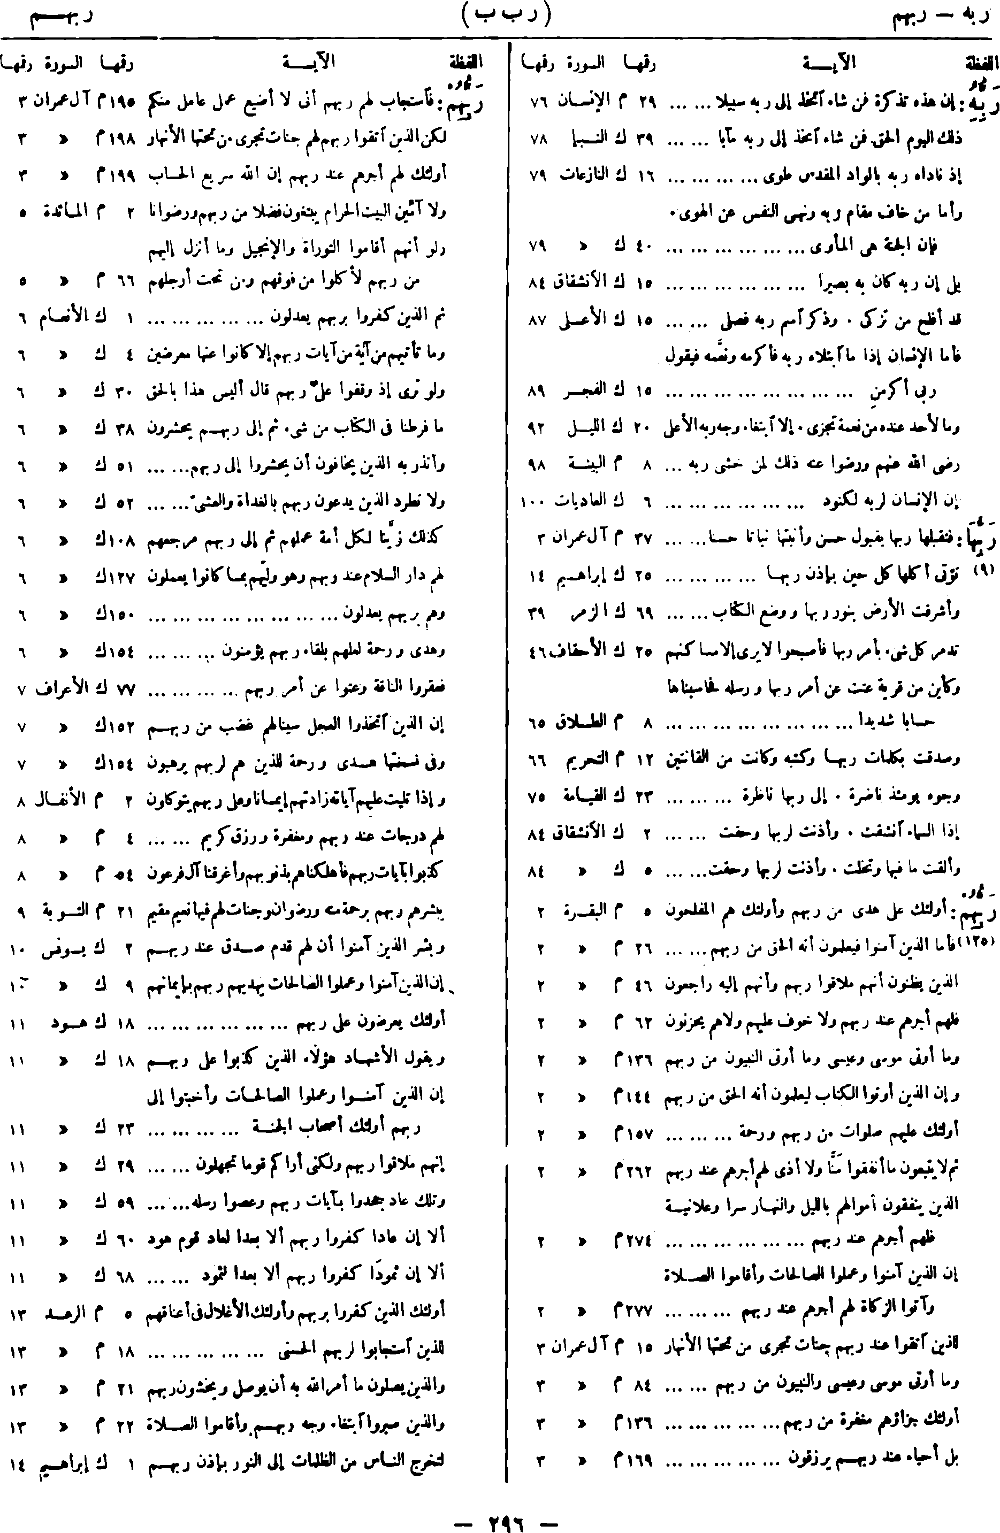 ربه — ربهم (ر ب ب) ربهم
اللفظة الآية رقمها السورة رقمها
رَبِّهِ : إن هذه تذكرة فمن شاء آتخذ إلى ربه سبيلا ... ... ٢٩ م الإنسان ٧٦
ذلك اليوم الحق فمن شاء آتخذ إلى ربه مآبا ... ... ٣٩ ك النبأ ٧٨
إذ ناداه ربه بالواد المقدس طوى ... ... ... ... ١٦ ك النازعات ٧٩
وأما من خاف مقام ربه ونهى النفس عن الهوى ٠
فإن الجنة هى المأوى ... ... ... ... ... ... ٤٠ ك » ٧٩
بل إن ربه كان به بصيرا ... ... ... ... ... ... ١٥ ك الأنشقاق ٨٤
قد أفلح من تزكى ٠ وذكر آسم ربه فصلى ... ... ١٥ ك الأعلى ٨٧
فأما الإنسان إذا ما آبتلاه ربه فأكرمه ونعَّمه فيقول
ربى أكرمنِ ... ... ... ... ... ... ... ... ١٥ ك الفجر ٨٩
وما لأحد عنده من نعمة تجزى ٠ إلا آبتغاء وجه ربه الأعلى ٢٠ ك الليل ٩٢
رضى الله عنهم ورضوا عنه ذلك لمن خشى ربه ... ٨ م البينة ٩٨
إن الإنسان لربه لكنود ... ... ... ... ... ... ٦ ك العاديات ١٠٠
رَبُّهَا : فتقبلها ربها بقبول حسن وأنبتها نباتا حسنا ... ... ٣٧ م آل عمران ٣
(٩) تؤتى أكلها كل حين بإذن ربها ... ... ... ... ٢٥ ك إبراهيم ١٤
وأشرقت الأرض بنور ربها ووضع الكتاب ... ... ٦٩ ك الزمر ٣٩
تدمر كل شىء بأمر ربها فأصبحوا لا يرى إلا مساكنهم ٢٥ ك الأحقاف ٤٦
وكأين من قرية عتت عن أمر ربها ورسله فحاسبناها
حسابا شديدا ... ... ... ... ... ... ... ... ٨ م الطلاق ٦٥
وصدقت بكلمات ربها وكتبه وكانت من القانتين ١٢ م التحريم ٦٦
وجوه يومئذ ناضرة ٠ إلى ربها ناظرة ... ... ... ٢٣ ك القيامة ٧٥
إذا السماء آنشقت ٠ وأذنت لربها وحقت ... ... ٢ ك الأنشقاق ٨٤
وألقت ما فيها وتخلت ٠ وأذنت لربها وحقت ... ... ٥ ك » ٨٤
رَبِّهِم : أولئك على هدى من ربهم وأولئك هم المفلحون ٥ م البقرة ٢
(١٢٥) فأما الذين آمنوا فيعلمون أنه الحق من ربهم ... ... ٢٦ م » ٢
الذين يظنون أنهم ملاقوا ربهم وأنهم إليه راجعون ٤٦ م » ٢
فلهم أجرهم عند ربهم ولا خوف عليهم ولاهم يحزنون ٦٢ م » ٢
وما أوتى موسى وعيسى وما أوتى النبيون من ربهم ١٣٦ م » ٢
وإن الذين أوتوا الكتاب ليعلمون أنه الحق من ربهم ١٤٤ م » ٢
أولئك عليهم صلوات من ربهم ورحمة ... ... ... ١٥٧ م » ٢
ثم لا يتبعون ما أنفقوا منًّا ولا أذى لهم أجرهم عند ربهم ٢٦٢ م » ٢
الذين ينفقون أموالهم بالليل والنهار سرا وعلانية
فلهم أجرهم عند ربهم ... ... ... ... ... ... ٢٧٤ م » ٢
إن الذين آمنوا وعملوا الصالحات وأقاموا الصلاة
وآتوا الزكاة لهم أجرهم عند ربهم ... ... ... ٢٧٧ م » ٢
للذين آتقوا عند ربهم جنات تجرى من تحتها الأنهار ١٥ م آل عمران ٣
وما أوتى موسى وعيسى والنبيون من ربهم ... ... ٨٤ م » ٣
أولئك جزاؤهم مغفرة من ربهم ... ... ... ... ... ١٣٦ م » ٣
بل أحياء عند ربهم يرزقون ... ... ... ... ... ١٦٩ م » ٣
اللفظة الآية رقمها السورة رقمها
رَبِّهِم : فآستجاب لهم ربهم أنى لا أضيع عمل عامل منكم ١٩٥ م آل عمران ٣
لكن الذين آتقوا ربهم لهم جنات تجرى من تحتها الأنهار ١٩٨ م » ٣
أولئك لهم أجرهم عند ربهم إن الله سريع الحساب ١٩٩ م » ٣
ولا آمّين البيت الحرام يبتغون فضلا من ربهم ورضوانا ٢ م المائدة ٥
ولو أنهم أقاموا التوراة والإنجيل وما أنزل إليهم
من ربهم لأكلوا من فوقهم ومن تحت أرجلهم ٦٦ م » ٥
ثم الذين كفروا بربهم يعدلون ... ... ... ... ... ١ ك الأنعام ٦
وما تأتيهم من آية من آيات ربهم إلا كانوا عنها معرضين ٤ ك » ٦
ولو ترى إذ وقفوا على ربهم قال أليس هذا بالحق ٣٠ ك » ٦
ما فرطنا فى الكتاب من شىء ثم إلى ربهم يحشرون ٣٨ ك » ٦
وأنذر به الذين يخافون أن يحشروا إلى ربهم ... ... ٥١ ك » ٦
ولا تطرد الذين يدعون ربهم بالغداة والعشىّ ... ... ٥٢ ك » ٦
كذلك زيَّنا لكل أمة عملهم ثم إلى ربهم مرجعهم ١٠٨ ك » ٦
لهم دار السلام عند ربهم وهو وليّهم بما كانوا يعملون ١٢٧ ك » ٦
وهم بربهم يعدلون ... ... ... ... ... ... ... ... ١٥٠ ك » ٦
وهدى ورحمة لعلهم بلقاء ربهم يؤمنون ... ... ... ١٥٤ ك » ٦
فعقروا الناقة وعتوا عن أمر ربهم ... ... ... ... ٧٧ ك الأعراف ٧
إن الذين آتخذوا العجل سينالهم غضب من ربهم ١٥٢ ك » ٧
وفى نسختها هدى ورحمة للذين هم لربهم يرهبون ١٥٤ ك » ٧
وإذا تليت عليهم آياته زادتهم إيمانا وعلى ربهم يتوكلون ٢ م الأنفال ٨
لهم درجات عند ربهم ومغفرة ورزق كريم ... ... ٤ م » ٨
كذبوا بآيات ربهم فأهلكناهم بذنوبهم وأغرقنا آل فرعون ٥٤ م » ٨
يبشرهم ربهم برحمة منه ورضوان وجنات لهم فيها نعيم مقيم ٢١ م التوبة ٩
وبشر الذين آمنوا أن لهم قدم صدق عند ربهم ٢ ك يونس ١٠
إن الذين آمنوا وعملوا الصالحات يهديهم ربهم بإيمانهم ٩ ك » ١٠
أولئك يعرضون على ربهم ... ... ... ... ... ... ١٨ ك هود ١١
ويقول الأشهاد هؤلاء الذين كذبوا على ربهم ١٨ ك » ١١
إن الذين آمنوا وعملوا الصالحات وأخبتوا إلى
ربهم أولئك أصحاب الجنة ... ... ... ... ... ٢٣ ك » ١١
إنهم ملاقوا ربهم ولكنى أراكم قوما تجهلون ... ... ٢٩ ك » ١١
وتلك عاد جحدوا بآيات ربهم وعصوا رسله ... ... ٥٩ ك » ١١
ألا إن عادا كفروا ربهم ألا بعدا لعاد قوم هود ٦٠ ك » ١١
ألا إن ثمودًا كفروا ربهم ألا بعدا لثمود ... ... ٦٨ ك » ١١
أولئك الذين كفروا بربهم وأولئك الأغلال فى أعناقهم ٥ م الرعد ١٣
للذين آستجابوا لربهم الحسنى ... ... ... ... ... ١٨ م » ١٣
والذين يصلون ما أمر الله به أن يوصل ويخشون ربهم ٢١ م » ١٣
والذين صبروا آبتغاء وجه ربهم وأقاموا الصلاة ٢٢ م » ١٣
لتخرج الناس من الظلمات إلى النور بإذن ربهم ١ ك إبراهيم ١٤
— ٢٩٦ —